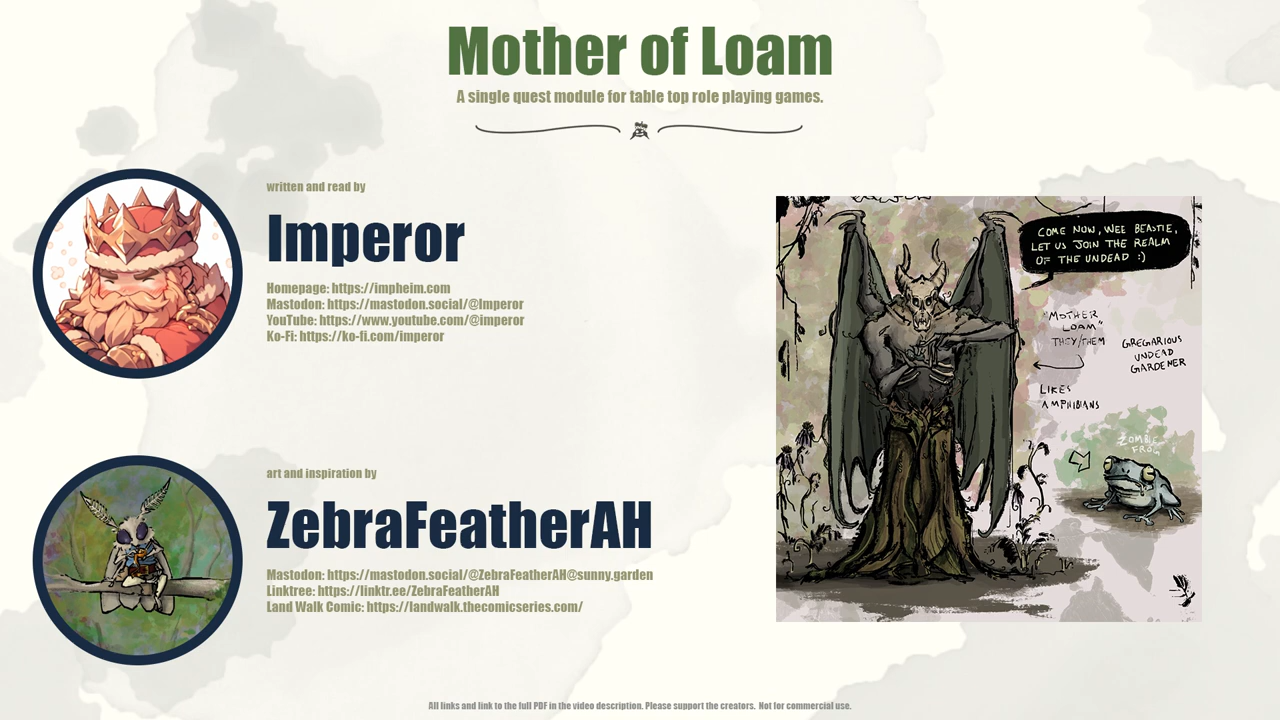 Mother of Loam
A single quest module for table top role playing games.
written and read by
Imperor
Homepage: https://impheim.com
Mastodon: https://mastodon.social/@Imperor
YouTube: https://www.youtube.com/@imperor
Ko-Fi: https://ko-fi.com/imperor
art and inspiration by
ZebraFeatherAH
Mastodon: https://mastodon.social/@ZebraFeatherAH@sunny.garden
Linktree: https://linktr.ee/ZebraFeatherAH
Land Walk Comic: https://landwalk.thecomicseries.com/
COME NOW, WEE BEASTIE,
LET US JOIN THE REALM
OF THE UNDEAD :)
"MOTHER
LOAM"
THEY/THEM
GREGARIOUS
UNDEAD
GARDENER
LIKES
AMPHIBIANS
ZOMBIE
FROG
All links and link to the full PDF in the video description. Please support the creators. Not for commercial use.